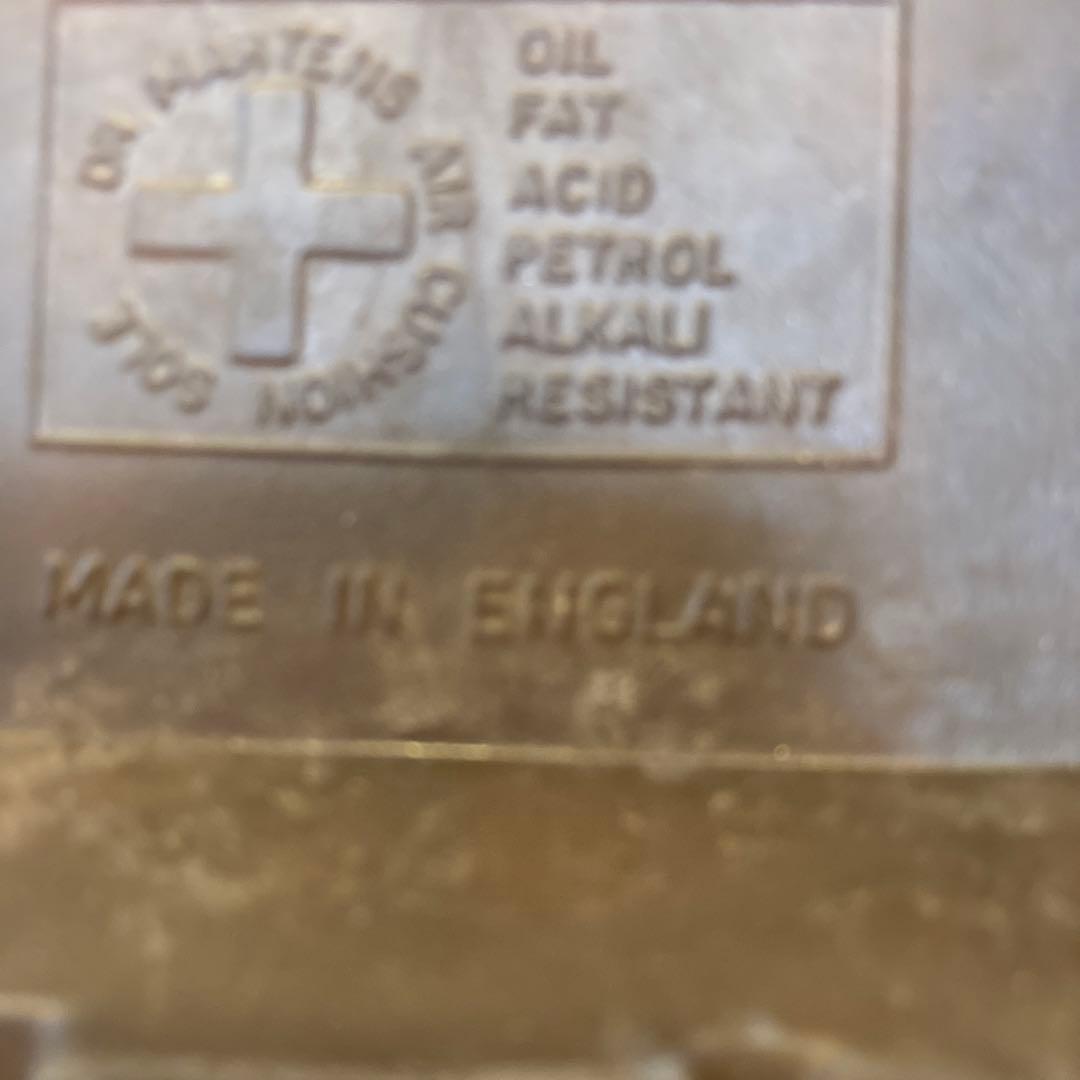 DR MARTENS AIR CUSHION SOLE
OIL
FAT
ACID
PETROL
ALKALI
RESISTANT
MADE IN ENGLAND